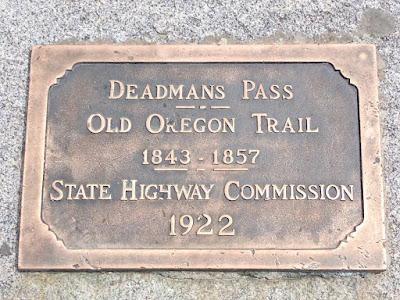 DEADMANS PASS
OLD OREGON TRAIL
1843 - 1857
STATE HIGHWAY COMMISSION
1922